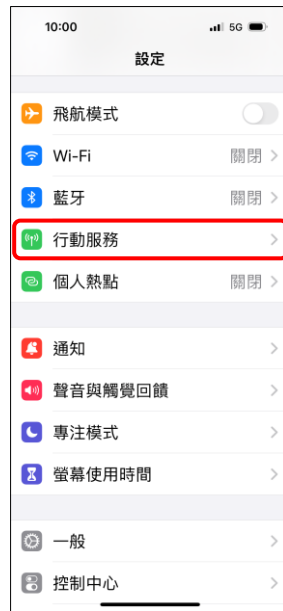 10:00 5G
設定
飛航模式
Wi-Fi 關閉
藍牙 關閉
行動服務
個人熱點 關閉
通知
聲音與觸覺回饋
專注模式
螢幕使用時間
一般
控制中心